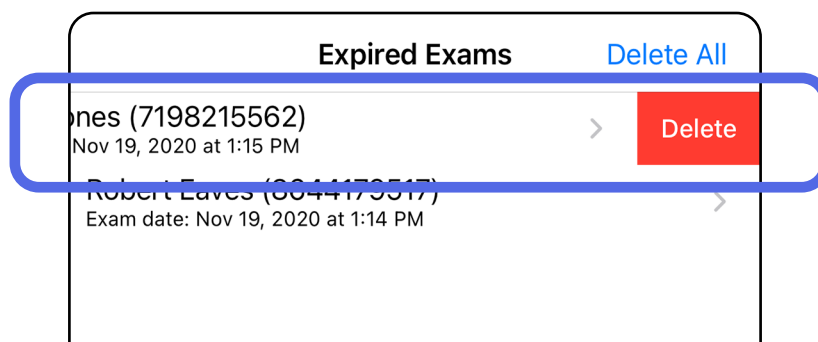 Expired Exams Delete All
ones (7198215562)
Nov 19, 2020 at 1:15 PM
Delete
Robert Eaves (8644179517)
Exam date: Nov 19, 2020 at 1:14 PM